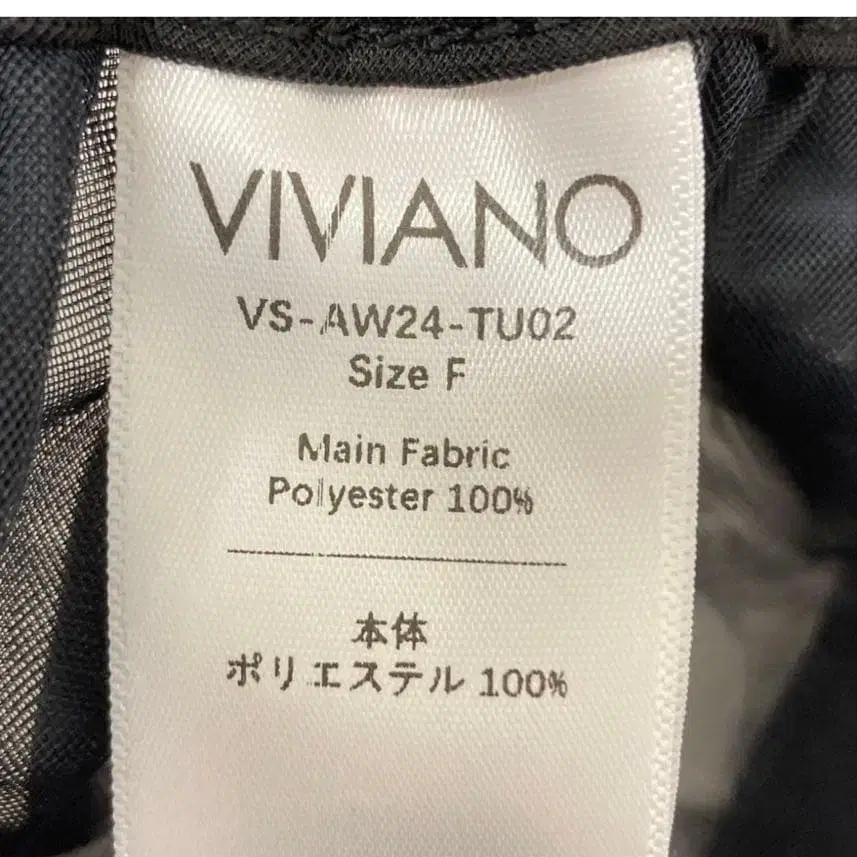 VIVIANO
VS-AW24-TU02
Size F
Main Fabric
Polyester 100%
本体
ポリエステル 100%